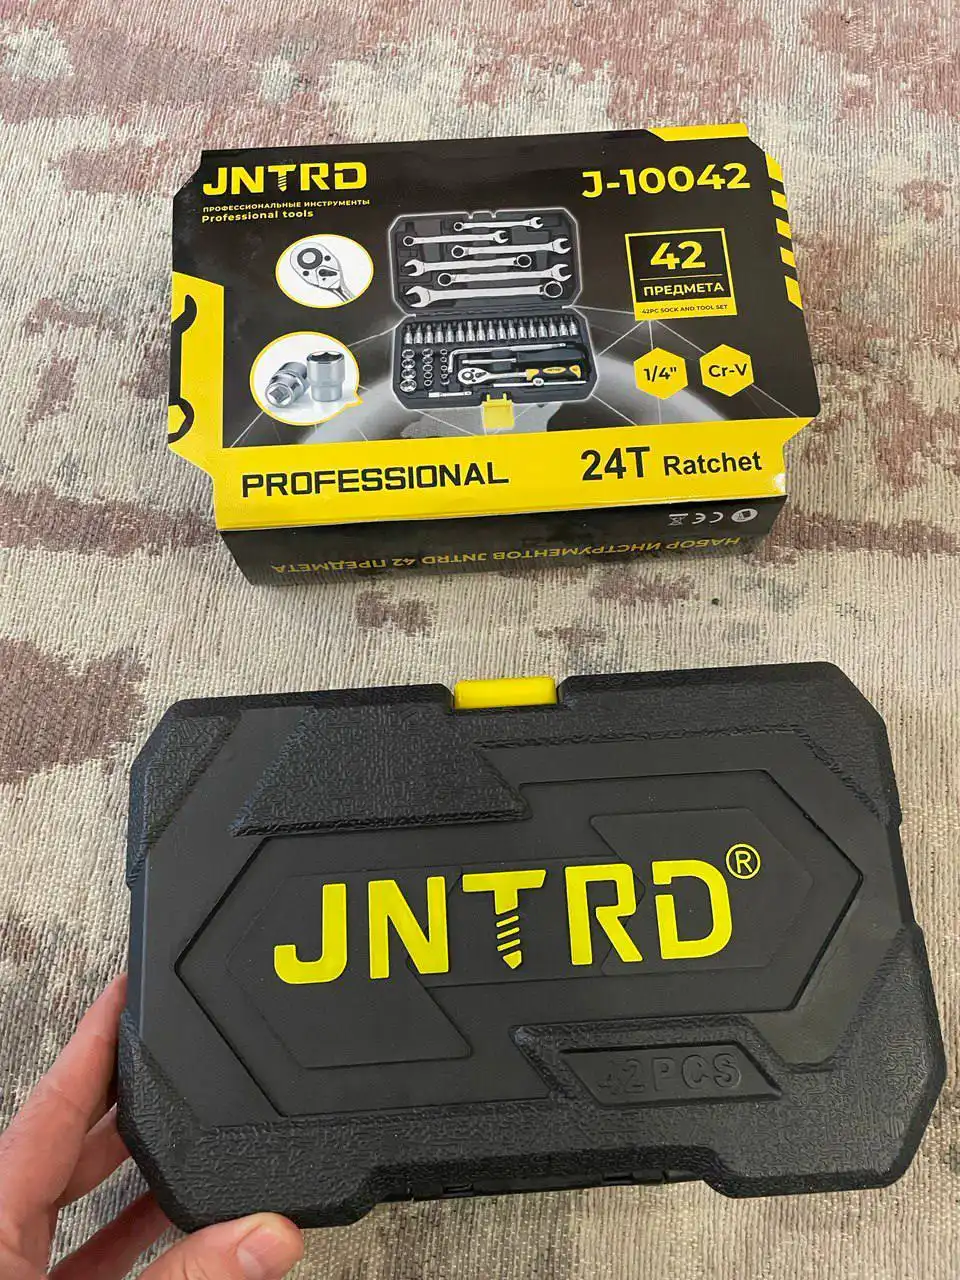 JNTRD
ПРОФЕССИОНАЛЬНЫЕ ИНСТРУМЕНТЫ
Professional tools
J-10042
42
ПРЕДМЕТА
42PC SOCK AND TOOL SET
1/4"
Cr-V
PROFESSIONAL
24T Ratchet
CE
НАБОР ИНСТРУМЕНТОВ JNTRD 42 ПРЕДМЕТА
JNTRD®
42PCS